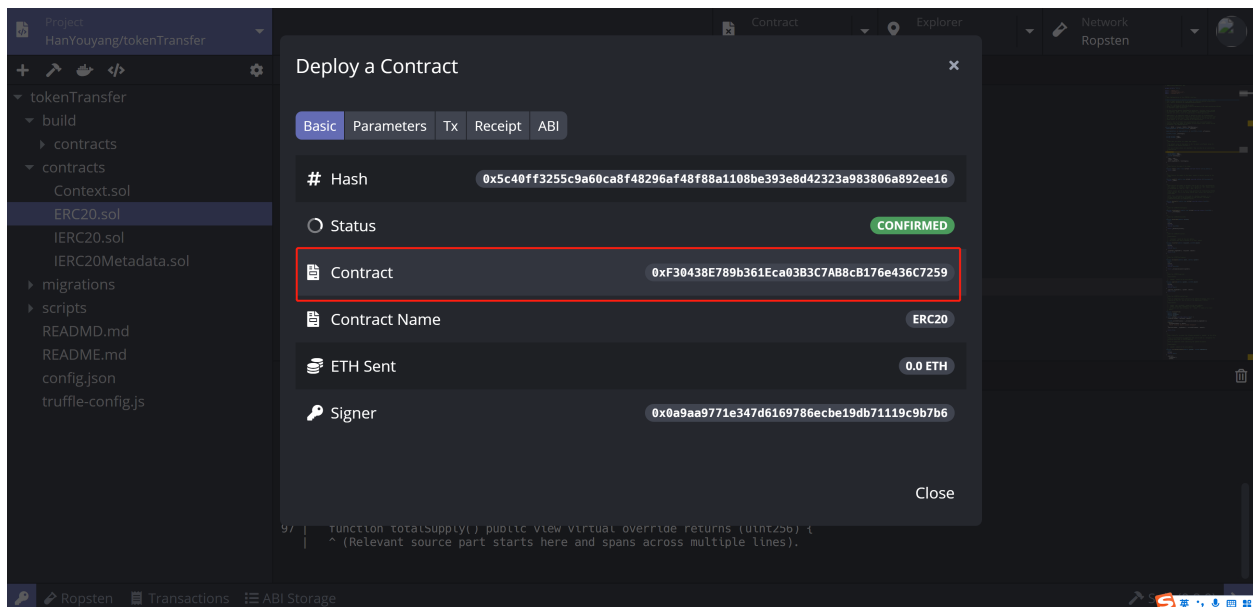 Project
HanYouyang/tokenTransfer
Contract
Explorer
Network
Ropsten
tokenTransfer
build
contracts
contracts
Context.sol
ERC20.sol
IERC20.sol
IERC20Metadata.sol
migrations
scripts
READMD.md
README.md
config.json
truffle-config.js
Deploy a Contract
×
Basic Parameters Tx Receipt ABI
# Hash 0x5c40ff3255c9a60ca8f48296af48f88a1108be393e8d42323a983806a892ee16
Status CONFIRMED
Contract 0xF30438E789b361Eca03B3C7AB8cB176e436C7259
Contract Name ERC20
ETH Sent 0.0 ETH
Signer 0x0a9aa9771e347d6169786ecbe19db71119c9b7b6
Close
97 | function totalSupply() public view virtual override returns (uint256) {
| ^ (Relevant source part starts here and spans across multiple lines).
Ropsten Transactions ABI Storage
英